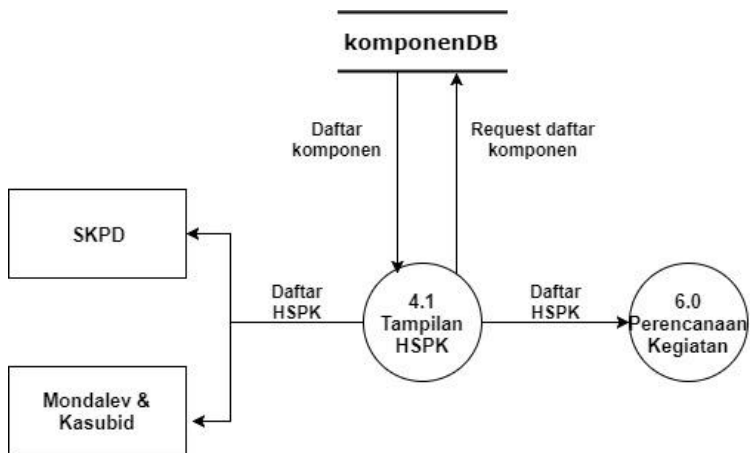 komponenDB
Daftar
komponen
Request daftar
komponen
SKPD
Daftar
HSPK
4.1
Tampilan
HSPK
Daftar
HSPK
6.0
Perencanaan
Kegiatan
Mondalev &
Kasubid